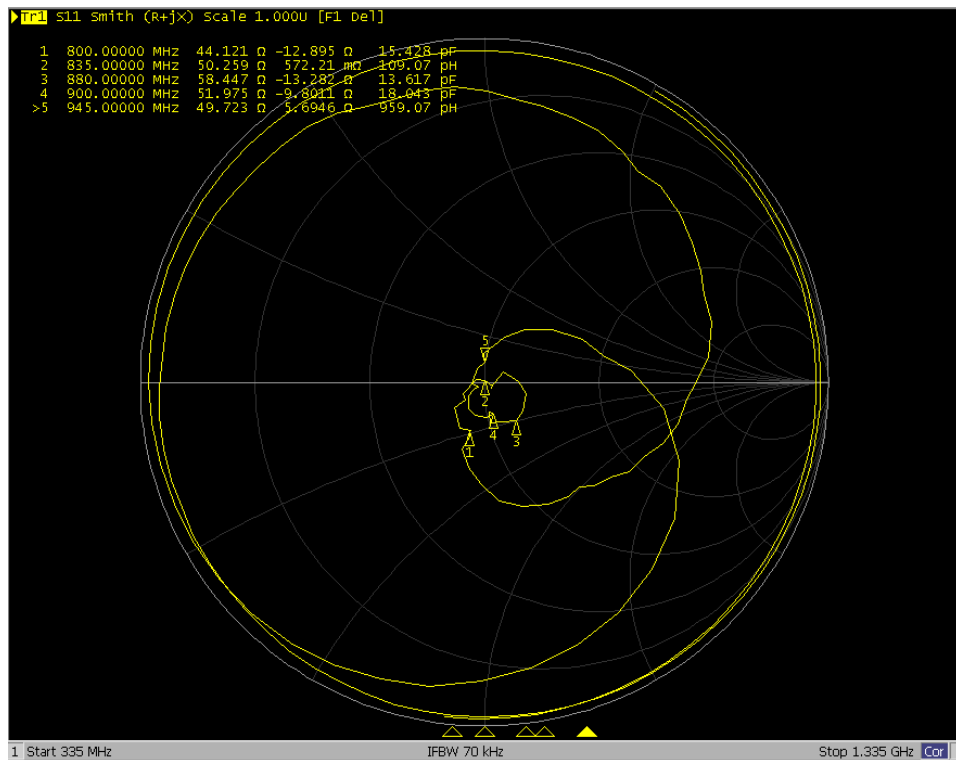 Tr1 S11 Smith (R+jX) Scale 1.000U [F1 Del]
1 800.00000 MHz 44.121 Ω -12.895 Ω 15.428 pF
2 835.00000 MHz 50.259 Ω 572.21 mΩ 109.07 pH
3 880.00000 MHz 58.447 Ω -13.282 Ω 13.617 pF
4 900.00000 MHz 51.975 Ω -9.8011 Ω 18.043 pF
>5 945.00000 MHz 49.723 Ω 5.6946 Ω 959.07 pH
5
2
1
4
3
1 Start 335 MHz IFBW 70 kHz Stop 1.335 GHz Cor